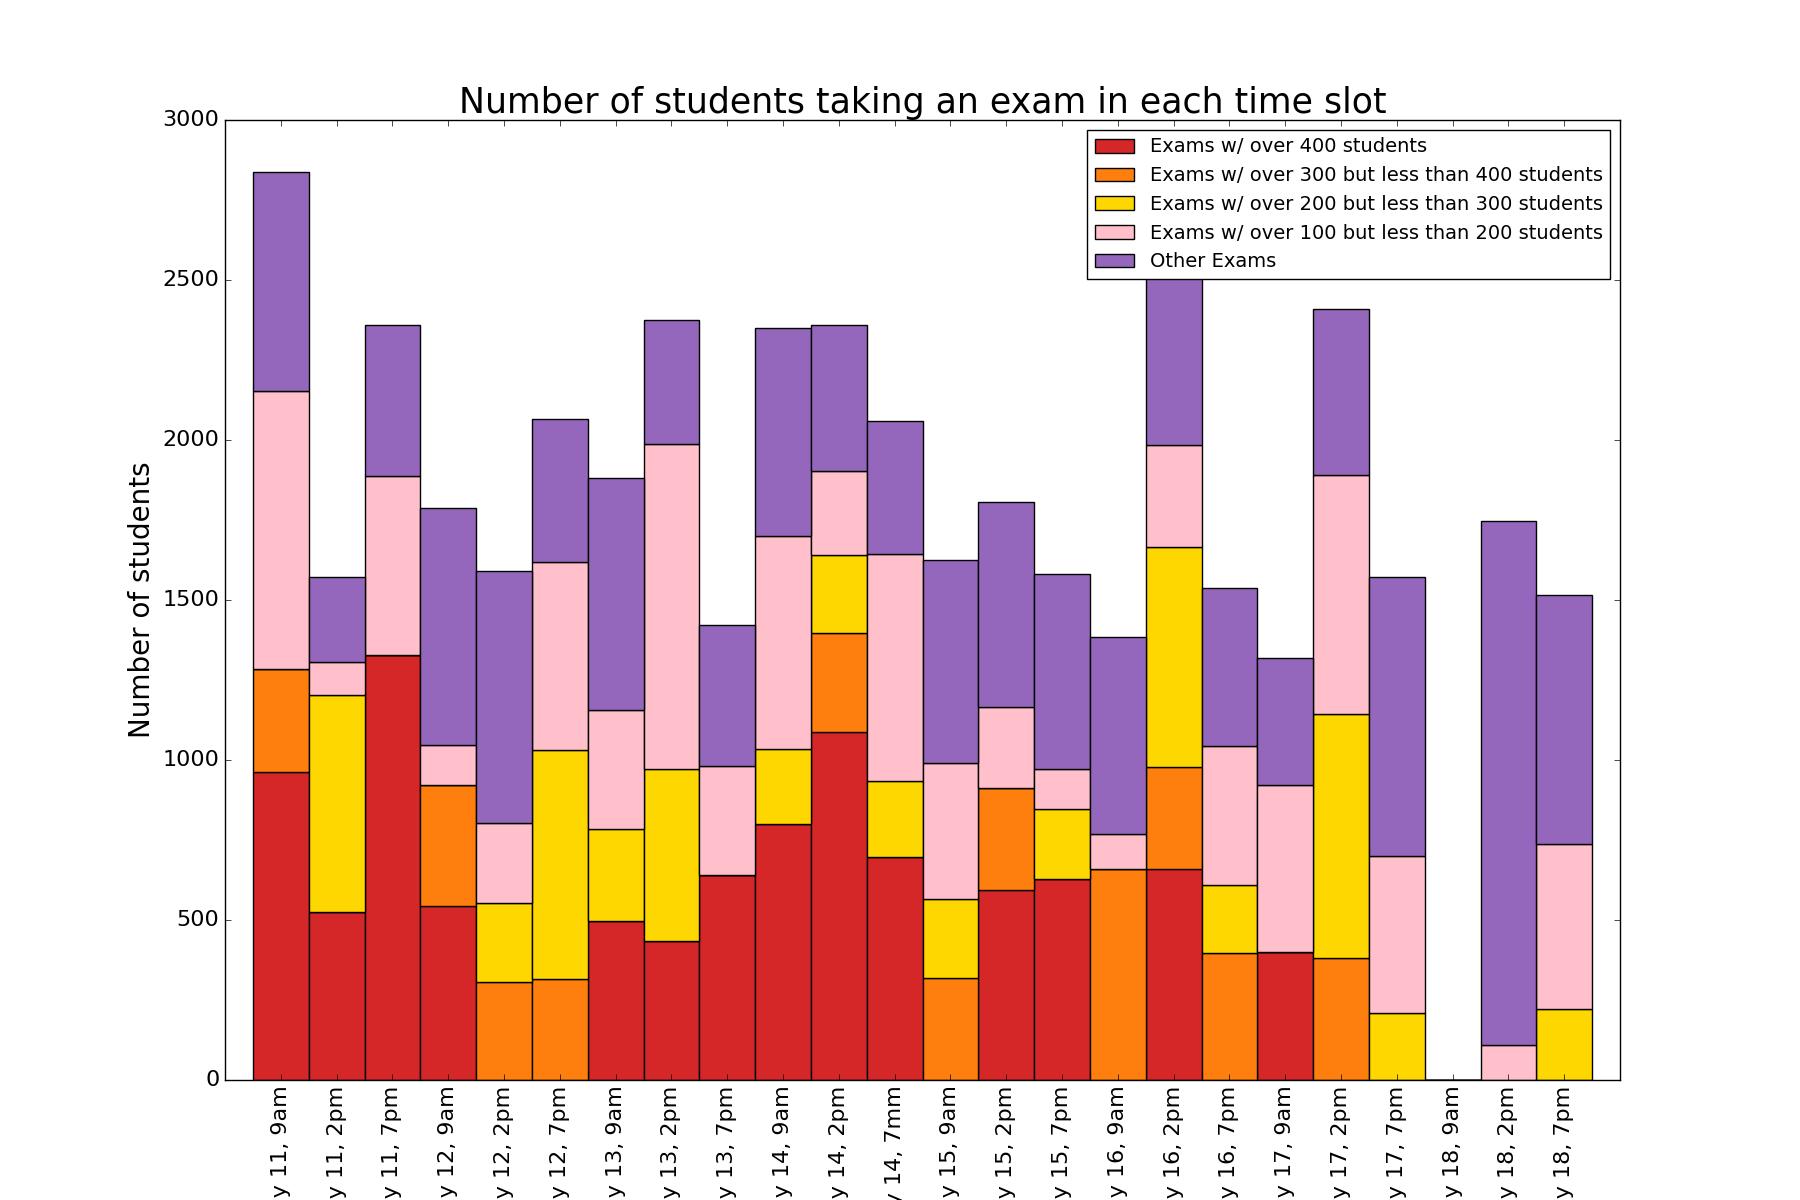 Number of students taking an exam in each time slot
Exams w/ over 400 students
Exams w/ over 300 but less than 400 students
Exams w/ over 200 but less than 300 students
Exams w/ over 100 but less than 200 students
Other Exams
3000
2500
2000
1500
1000
500
0
Number of students
y 11, 9am
y 11, 2pm
y 11, 7pm
y 12, 9am
y 12, 2pm
y 12, 7pm
y 13, 9am
y 13, 2pm
y 13, 7pm
y 14, 9am
y 14, 2pm
y 14, 7mm
y 15, 9am
y 15, 2pm
y 15, 7pm
y 16, 9am
y 16, 2pm
y 16, 7pm
y 17, 9am
y 17, 2pm
y 17, 7pm
y 18, 9am
y 18, 2pm
y 18, 7pm